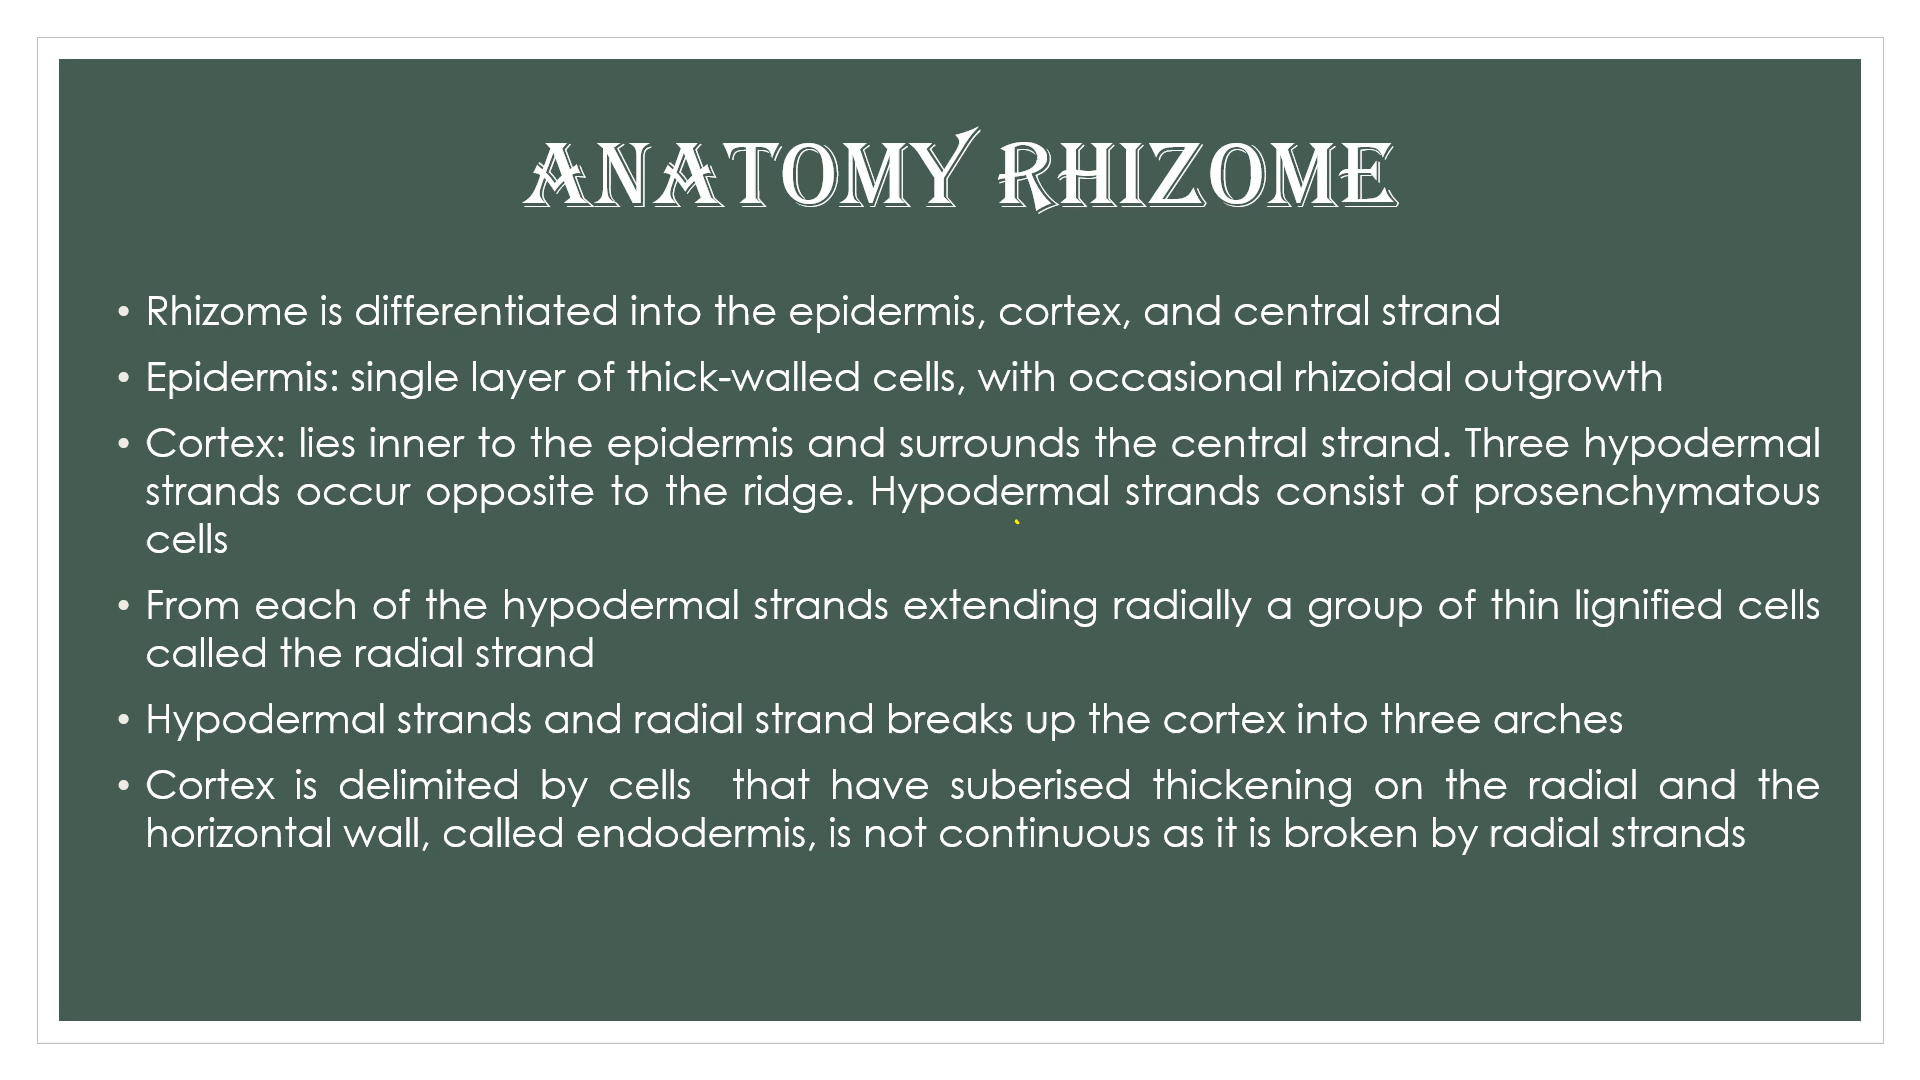 ANATOMY RHIZOME
• Rhizome is differentiated into the epidermis, cortex, and central strand
• Epidermis: single layer of thick-walled cells, with occasional rhizoidal outgrowth
• Cortex: lies inner to the epidermis and surrounds the central strand. Three hypodermal
strands occur opposite to the ridge. Hypodermal strands consist of prosenchymatous
cells
• From each of the hypodermal strands extending radially a group of thin lignified cells
called the radial strand
• Hypodermal strands and radial strand breaks up the cortex into three arches
• Cortex is delimited by cells  that have suberised thickening on the radial and the
horizontal wall, called endodermis, is not continuous as it is broken by radial strands